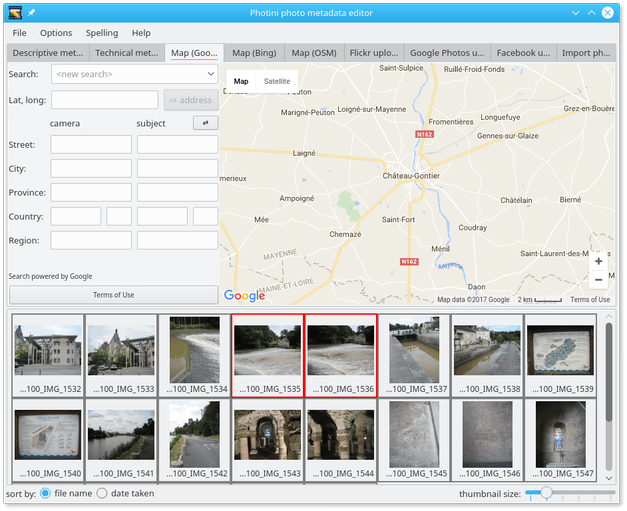 Photini photo metadata editor
File Options Spelling Help
Descriptive met... Technical met... Map (Goo... Map (Bing) Map (OSM) Flickr uplo... Google Photos u... Facebook u... Import ph...
Search: <new search>
Lat, long: ⇨ address
camera subject
Street:
City:
Province:
Country:
Region:
Search powered by Google
Terms of Use
Map Satellite
Saint-Sulpice
Ruillé-Froid-Fonds
Peuton
Marigné-Peuton
Loigné-sur-Mayenne
Grez-en-Bouère
Fromentières
Longuefuye
N162
Gennes-sur-Glaize
Laigné
Château-Gontier
merieux
Ampoigné
Châtelain
Bierné
Mée
Saint-Fort
Coudray
Chemazé
Ménil
MAYENNE
MAINE-ET-LOIRE
N162
Saint-Laurent-des-M
Daon
+
−
Google
Map data ©2017 Google 2 km Terms of Use
...100_IMG_1532 ...100_IMG_1533 ...100_IMG_1534 ...100_IMG_1535 ...100_IMG_1536 ...100_IMG_1537 ...100_IMG_1538 ...100_IMG_1539
...100_IMG_1540 ...100_IMG_1541 ...100_IMG_1542 ...100_IMG_1543 ...100_IMG_1544 ...100_IMG_1545 ...100_IMG_1546 ...100_IMG_1547
sort by: file name date taken thumbnail size: